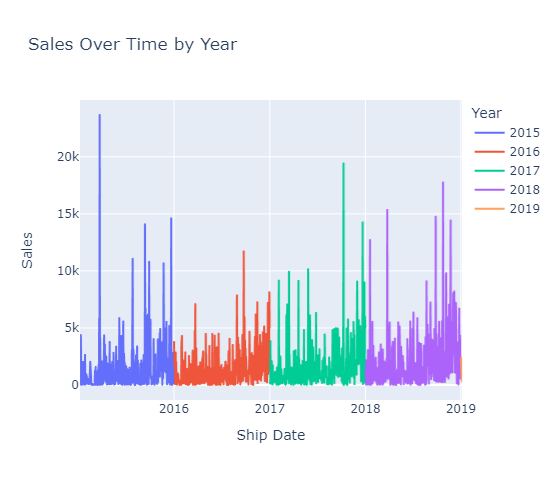 Sales Over Time by Year
Year
2015
2016
2017
2018
2019
20k
15k
10k
5k
0
Sales
2016
2017
2018
2019
Ship Date